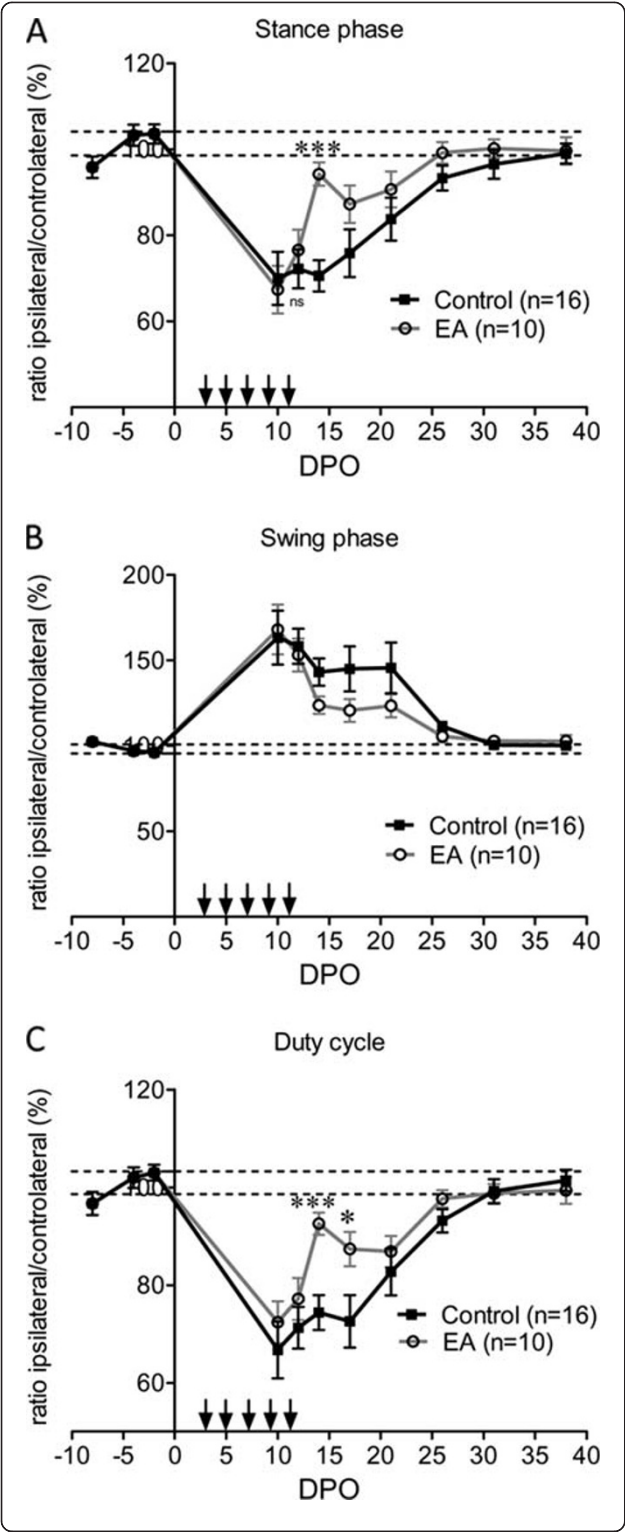 A
Stance phase
ratio ipsilateral/controlateral (%)
120
100
80
60
***
ns
Control (n=16)
EA (n=10)
-10 -5 0 5 10 15 20 25 30 35 40
DPO
B
Swing phase
ratio ipsilateral/controlateral (%)
200
150
100
50
Control (n=16)
EA (n=10)
-10 -5 0 5 10 15 20 25 30 35 40
DPO
C
Duty cycle
ratio ipsilateral/controlateral (%)
120
100
80
60
*** *
Control (n=16)
EA (n=10)
-10 -5 0 5 10 15 20 25 30 35 40
DPO